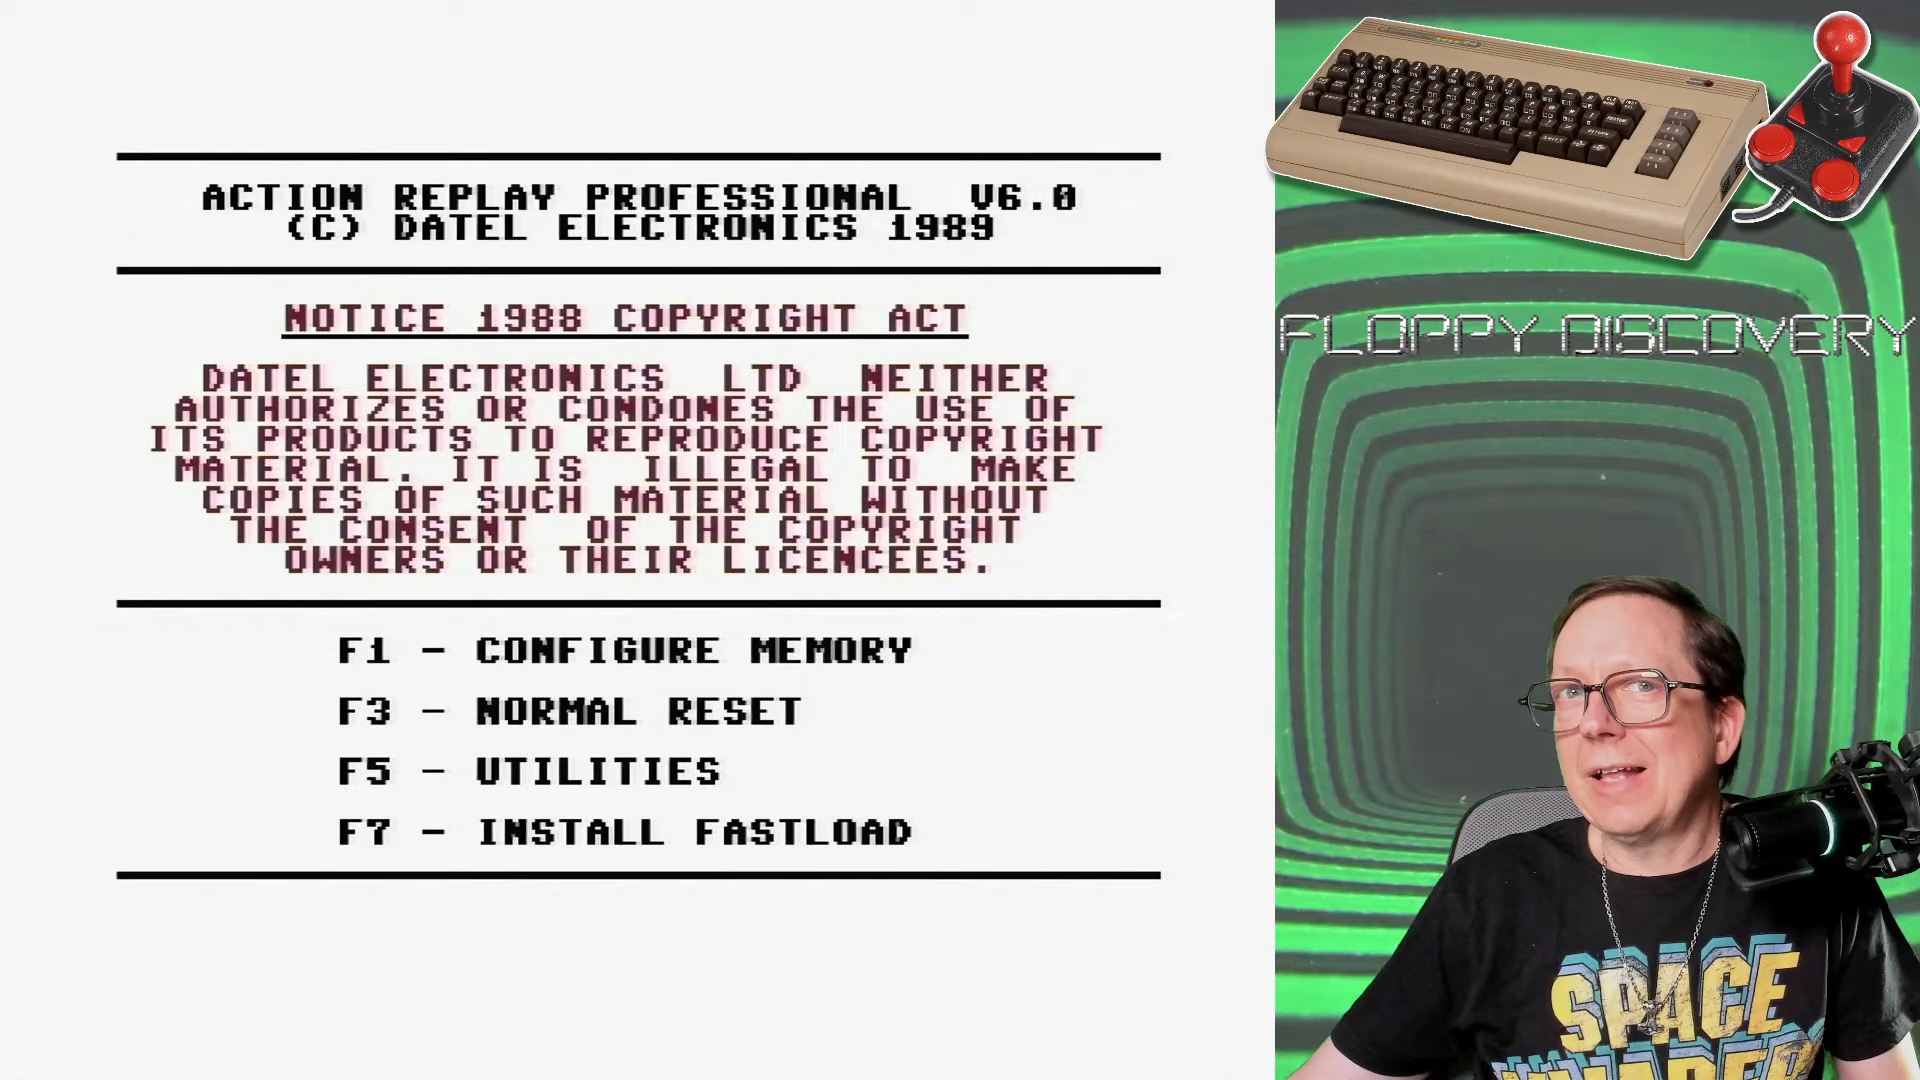 ACTION REPLAY PROFESSIONAL V6.0
(C) DATEL ELECTRONICS 1989
NOTICE 1988 COPYRIGHT ACT
DATEL ELECTRONICS LTD NEITHER
AUTHORIZES OR CONDONES THE USE OF
ITS PRODUCTS TO REPRODUCE COPYRIGHT
MATERIAL. IT IS ILLEGAL TO MAKE
COPIES OF SUCH MATERIAL WITHOUT
THE CONSENT OF THE COPYRIGHT
OWNERS OR THEIR LICENCEES.
F1 - CONFIGURE MEMORY
F3 - NORMAL RESET
F5 - UTILITIES
F7 - INSTALL FASTLOAD
FLOPPY DISCOVERY
SPACE
INVADERS